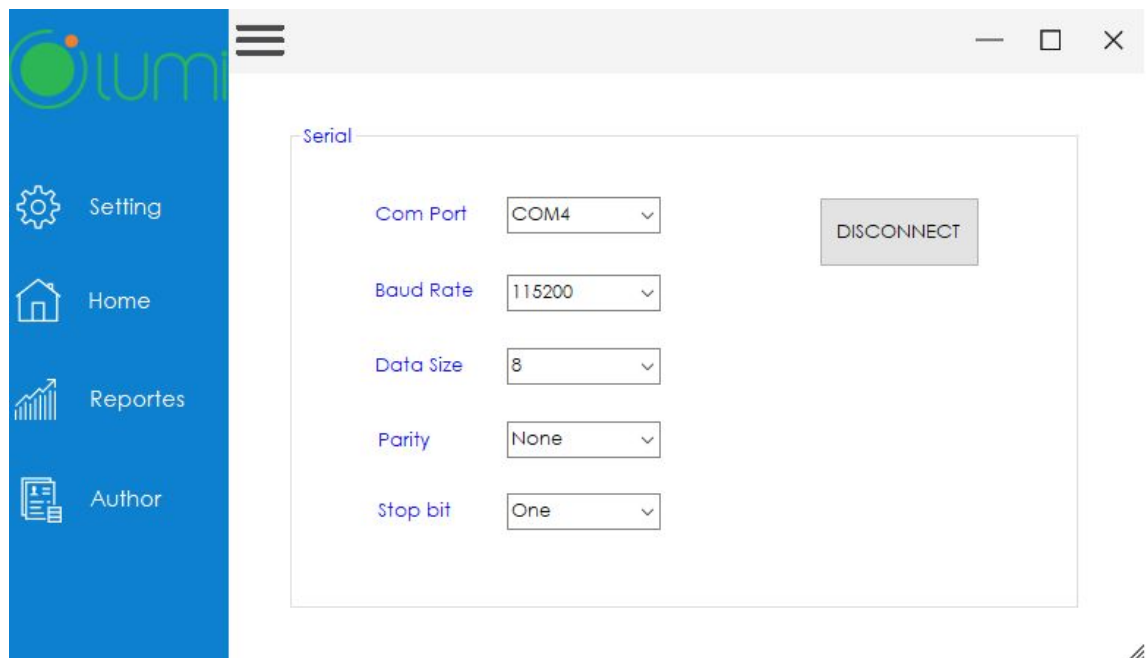 lumi
Setting
Home
Reportes
Author
Serial
Com Port COM4
DISCONNECT
Baud Rate 115200
Data Size 8
Parity None
Stop bit One